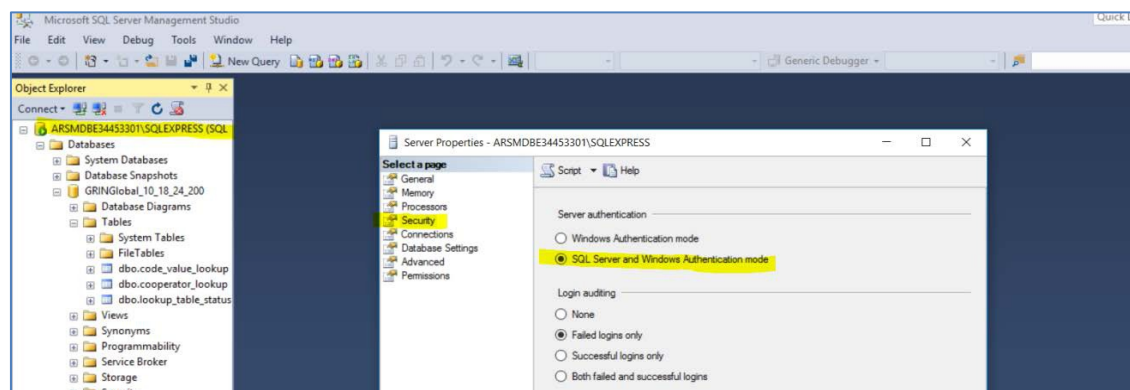 Microsoft SQL Server Management Studio
Quick
File Edit View Debug Tools Window Help
New Query
Generic Debugger
Object Explorer
Connect
ARSMDBE34453301\SQLEXPRESS (SQL
Databases
System Databases
Database Snapshots
GRINGlobal_10_18_24_200
Database Diagrams
Tables
System Tables
FileTables
dbo.code_value_lookup
dbo.cooperator_lookup
dbo.lookup_table_status
Views
Synonyms
Programmability
Service Broker
Storage
Server Properties - ARSMDBE34453301\SQLEXPRESS
Select a page
General
Memory
Processors
Security
Connections
Database Settings
Advanced
Permissions
Script Help
Server authentication
Windows Authentication mode
SQL Server and Windows Authentication mode
Login auditing
None
Failed logins only
Successful logins only
Both failed and successful logins